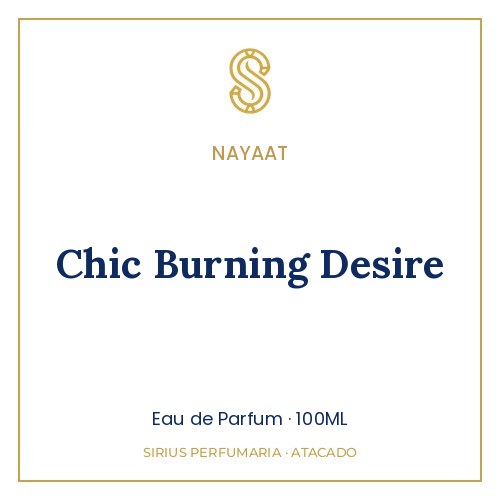 NAYAAT
Chic Burning Desire
Eau de Parfum · 100ML
SIRIUS PERFUMARIA · ATACADO